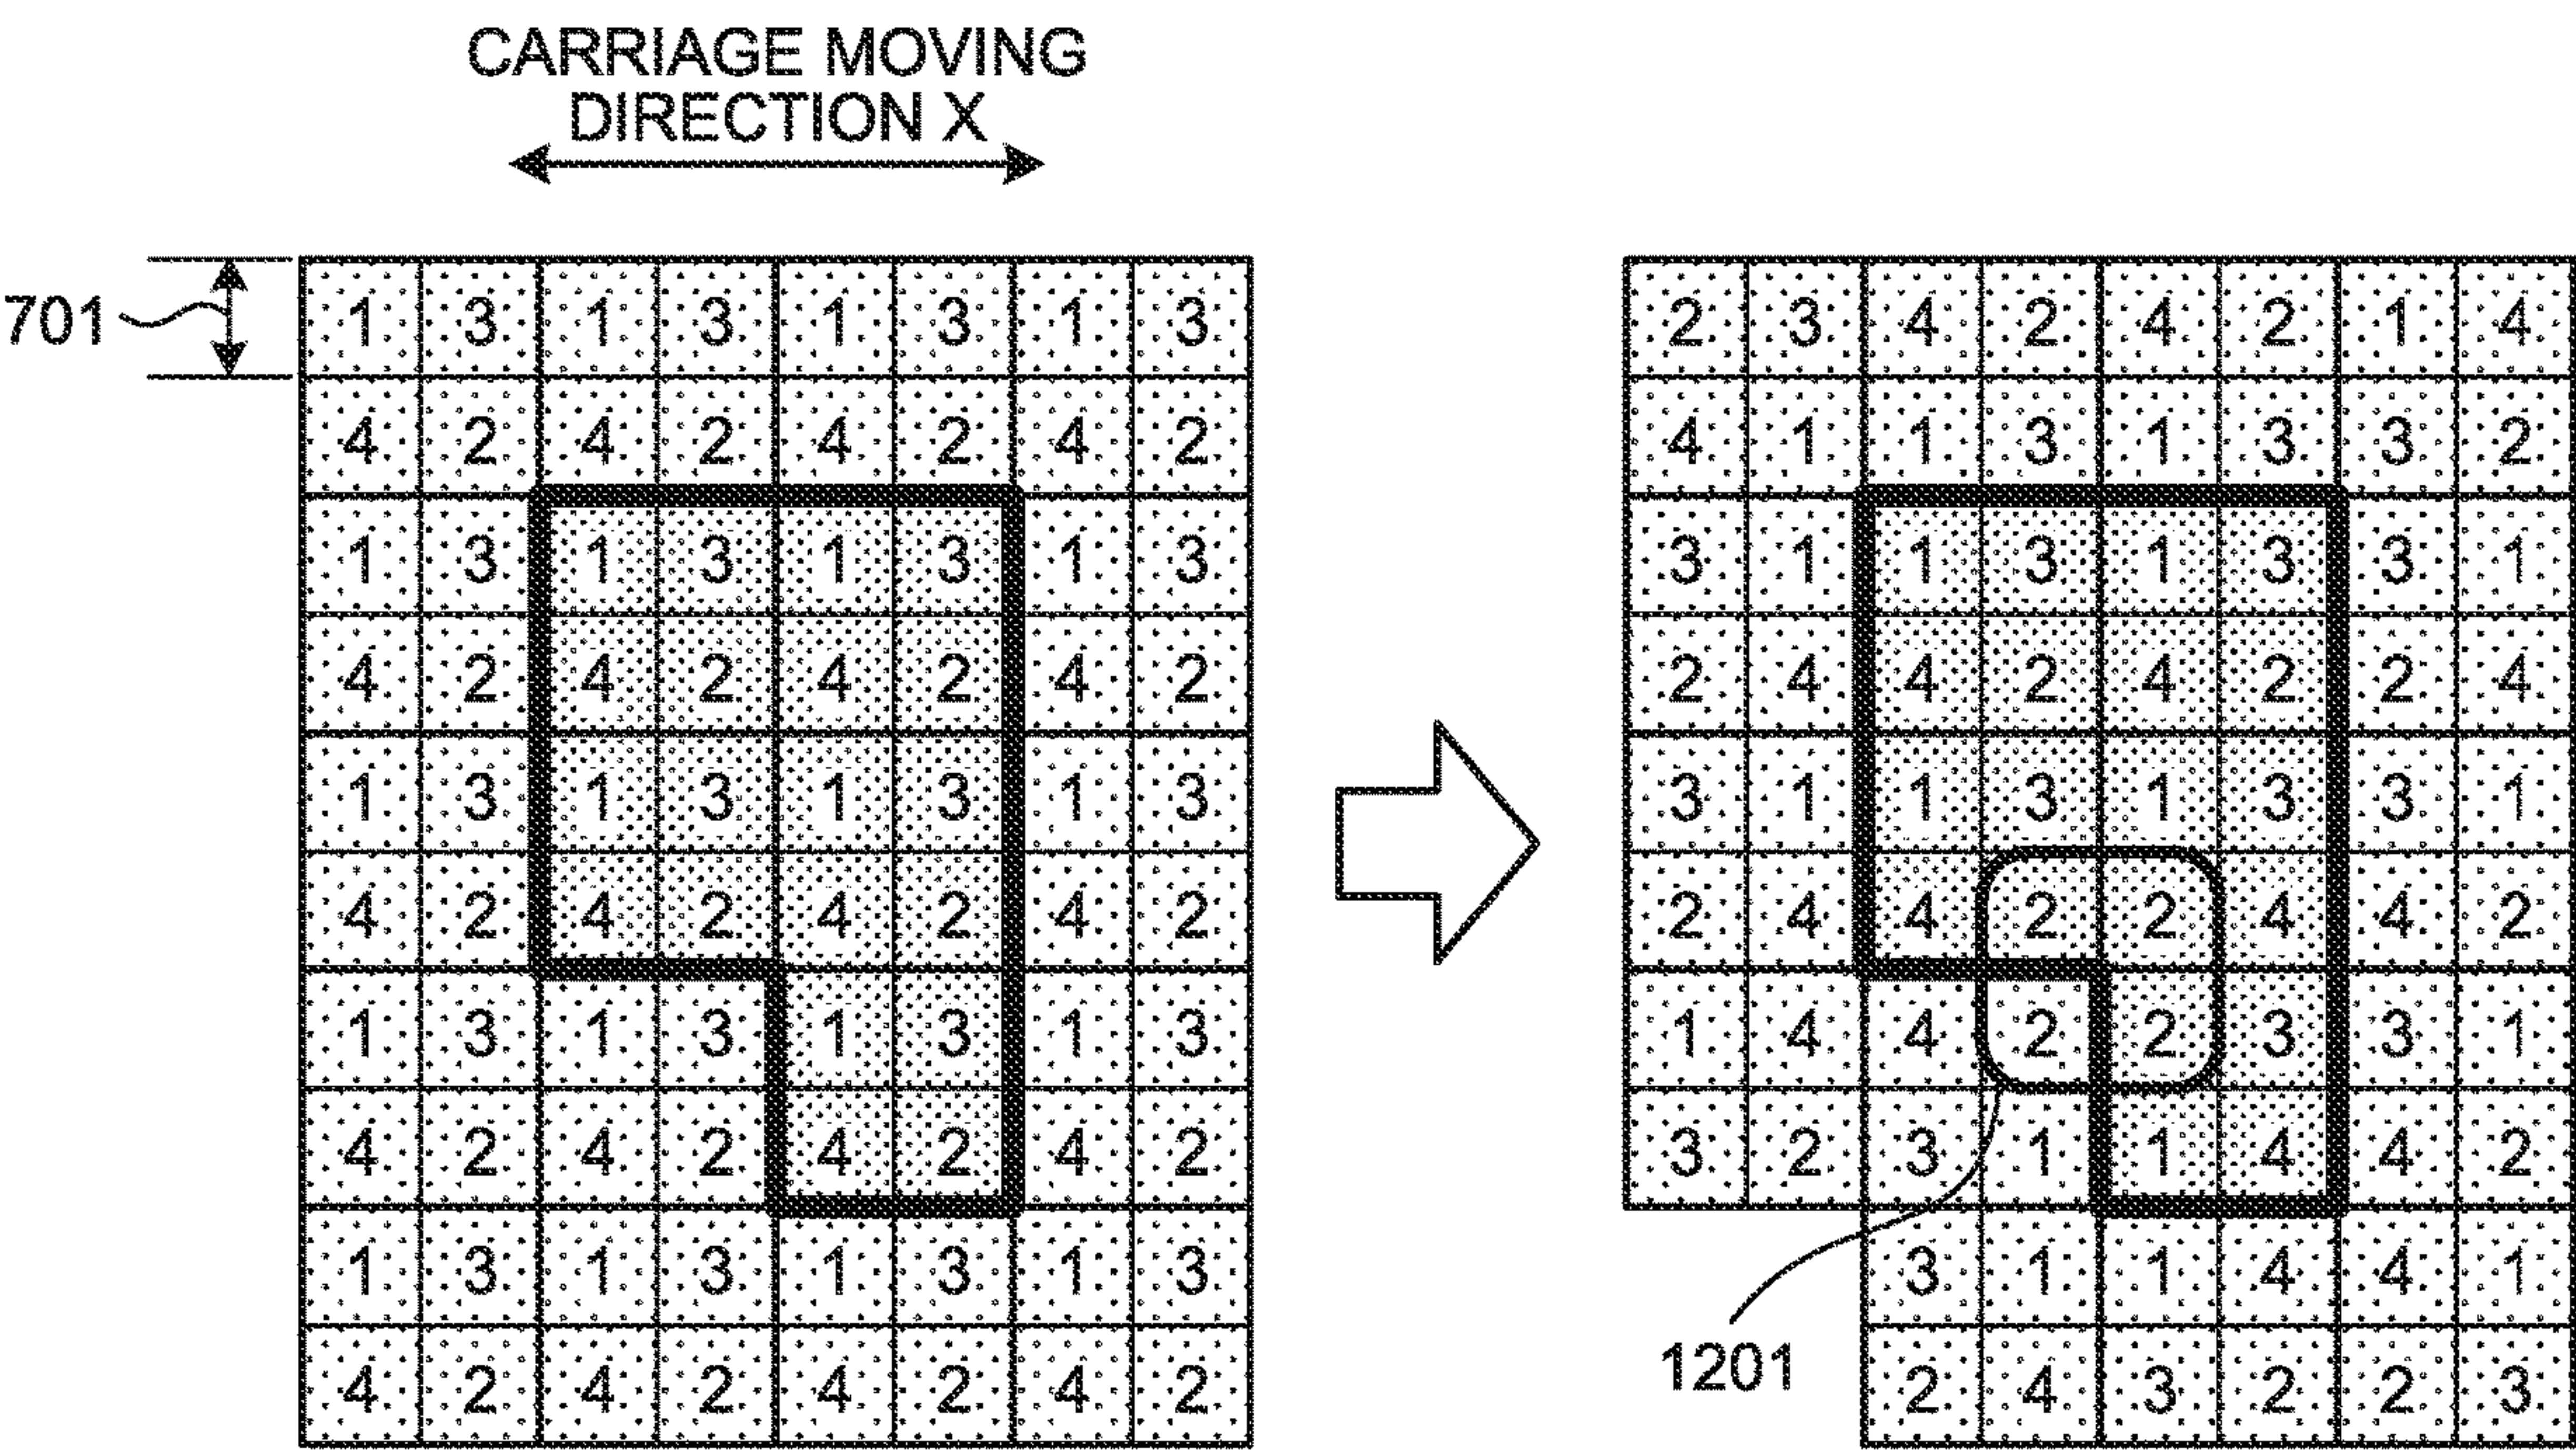 CARRIAGE MOVING
DIRECTION X
701
1 3 1 3 1 3 1 3
4 2 4 2 4 2 4 2
1 3 1 3 1 3 1 3
4 2 4 2 4 2 4 2
1 3 1 3 1 3 1 3
4 2 4 2 4 2 4 2
1 3 1 3 1 3 1 3
4 2 4 2 4 2 4 2
1 3 1 3 1 3 1 3
4 2 4 2 4 2 4 2
2 3 4 2 4 2 1 4
4 1 1 3 1 3 3 2
3 1 1 3 1 3 3 1
2 4 4 2 4 2 2 4
3 1 1 3 1 3 3 1
2 4 4 2 2 4 4 2
1 4 4 2 2 3 3 1
3 2 3 1 1 4 4 2
3 1 1 4 4 1
2 4 3 2 2 3
1201